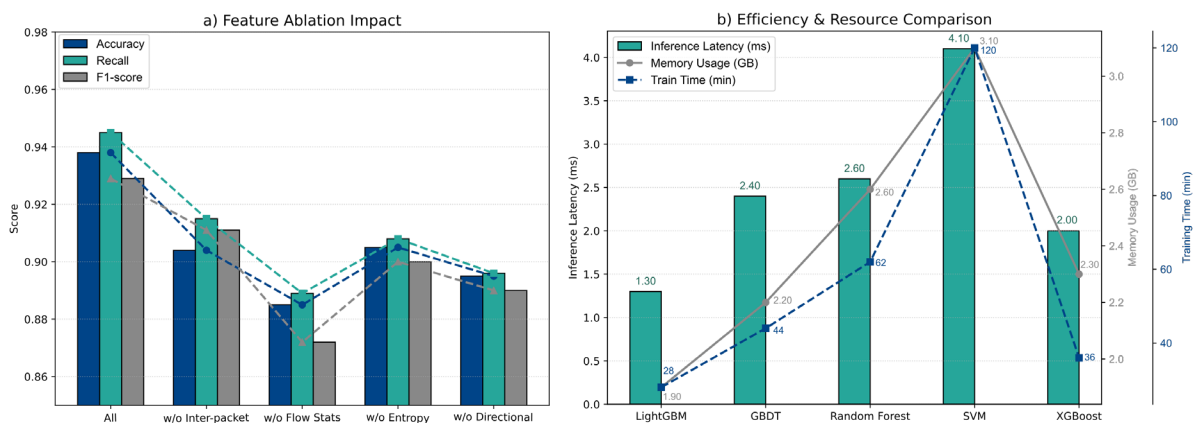 a) Feature Ablation Impact
Accuracy
Recall
F1-score
0.98
0.96
0.94
0.92
0.90
0.88
0.86
Score
All
w/o Inter-packet
w/o Flow Stats
w/o Entropy
w/o Directional
b) Efficiency & Resource Comparison
Inference Latency (ms)
Memory Usage (GB)
Train Time (min)
4.0
3.5
3.0
2.5
2.0
1.5
1.0
0.5
0.0
Inference Latency (ms)
1.30
2.40
2.60
4.10
2.00
1.90
2.20
2.60
3.10
2.30
28
44
62
120
36
LightGBM
GBDT
Random Forest
SVM
XGBoost
3.0
2.8
2.6
2.4
2.2
2.0
Memory Usage (GB)
120
100
80
60
40
Training Time (min)